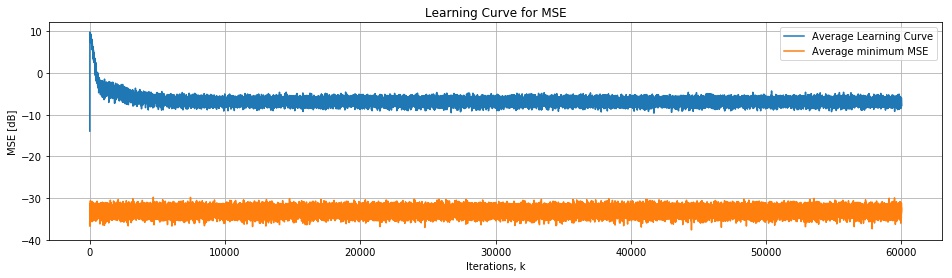 Learning Curve for MSE
Average Learning Curve
Average minimum MSE
10
0
−10
−20
−30
−40
MSE [dB]
0 10000 20000 30000 40000 50000 60000
Iterations, k